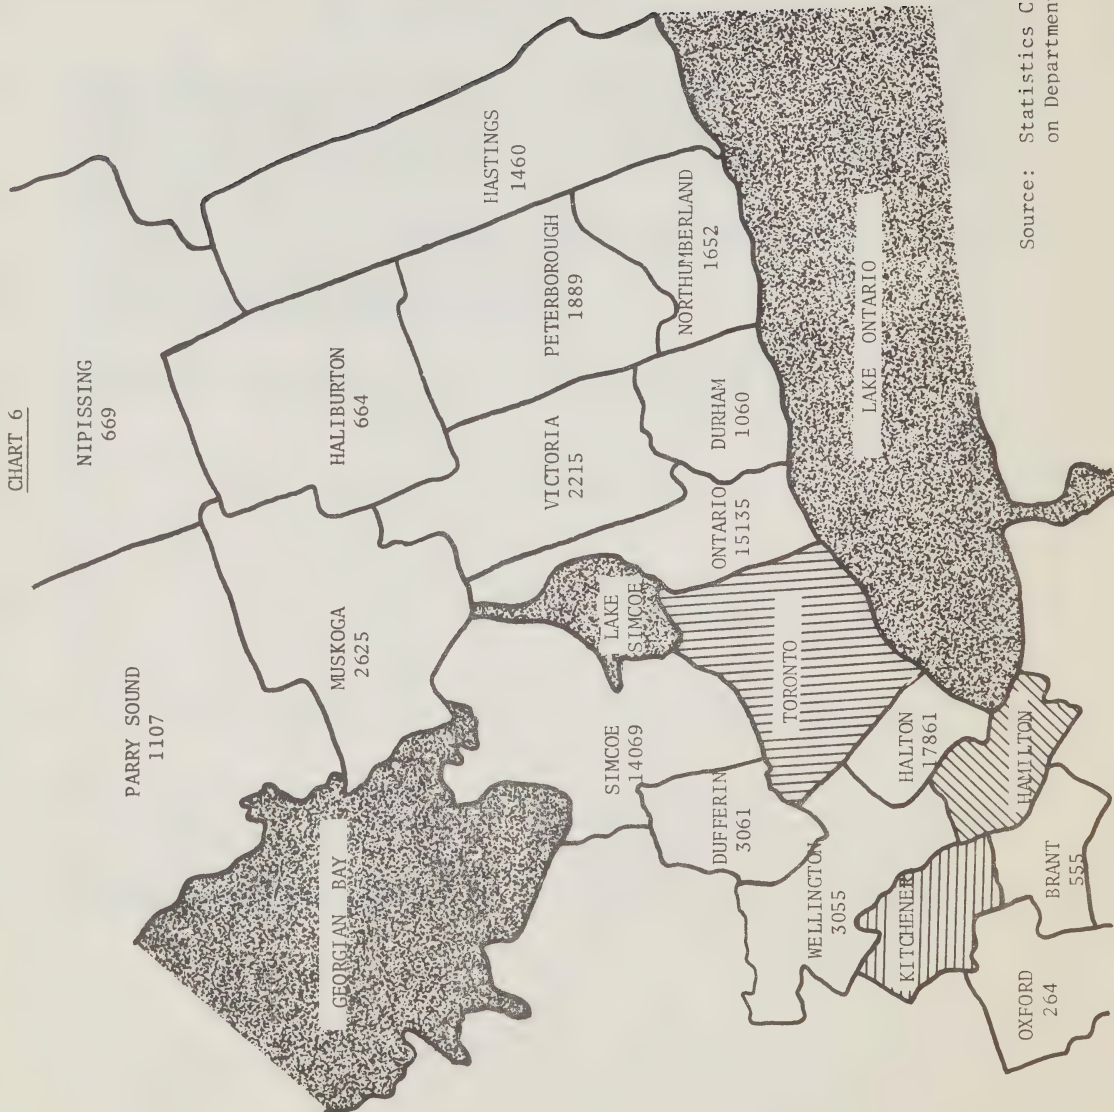 CHART 6
NIPISSING
669
PARRY SOUND
1107
HALIBURTON
664
MUSKOGA
2625
HASTINGS
1460
PETERBOROUGH
1889
VICTORIA
2215
NORTHUMBERLAND
1652
DURHAM
1060
ONTARIO
15135
LAKE
SIMCOE
GEORGIAN BAY
SIMCOE
14069
TORONTO
LAKE ONTARIO
DUFFERIN
3061
HALTON
17861
WELLINGTON
3055
HAMILTON
KITCHENER
BRANT
555
OXFORD
264
Source: Statistics C
on Department